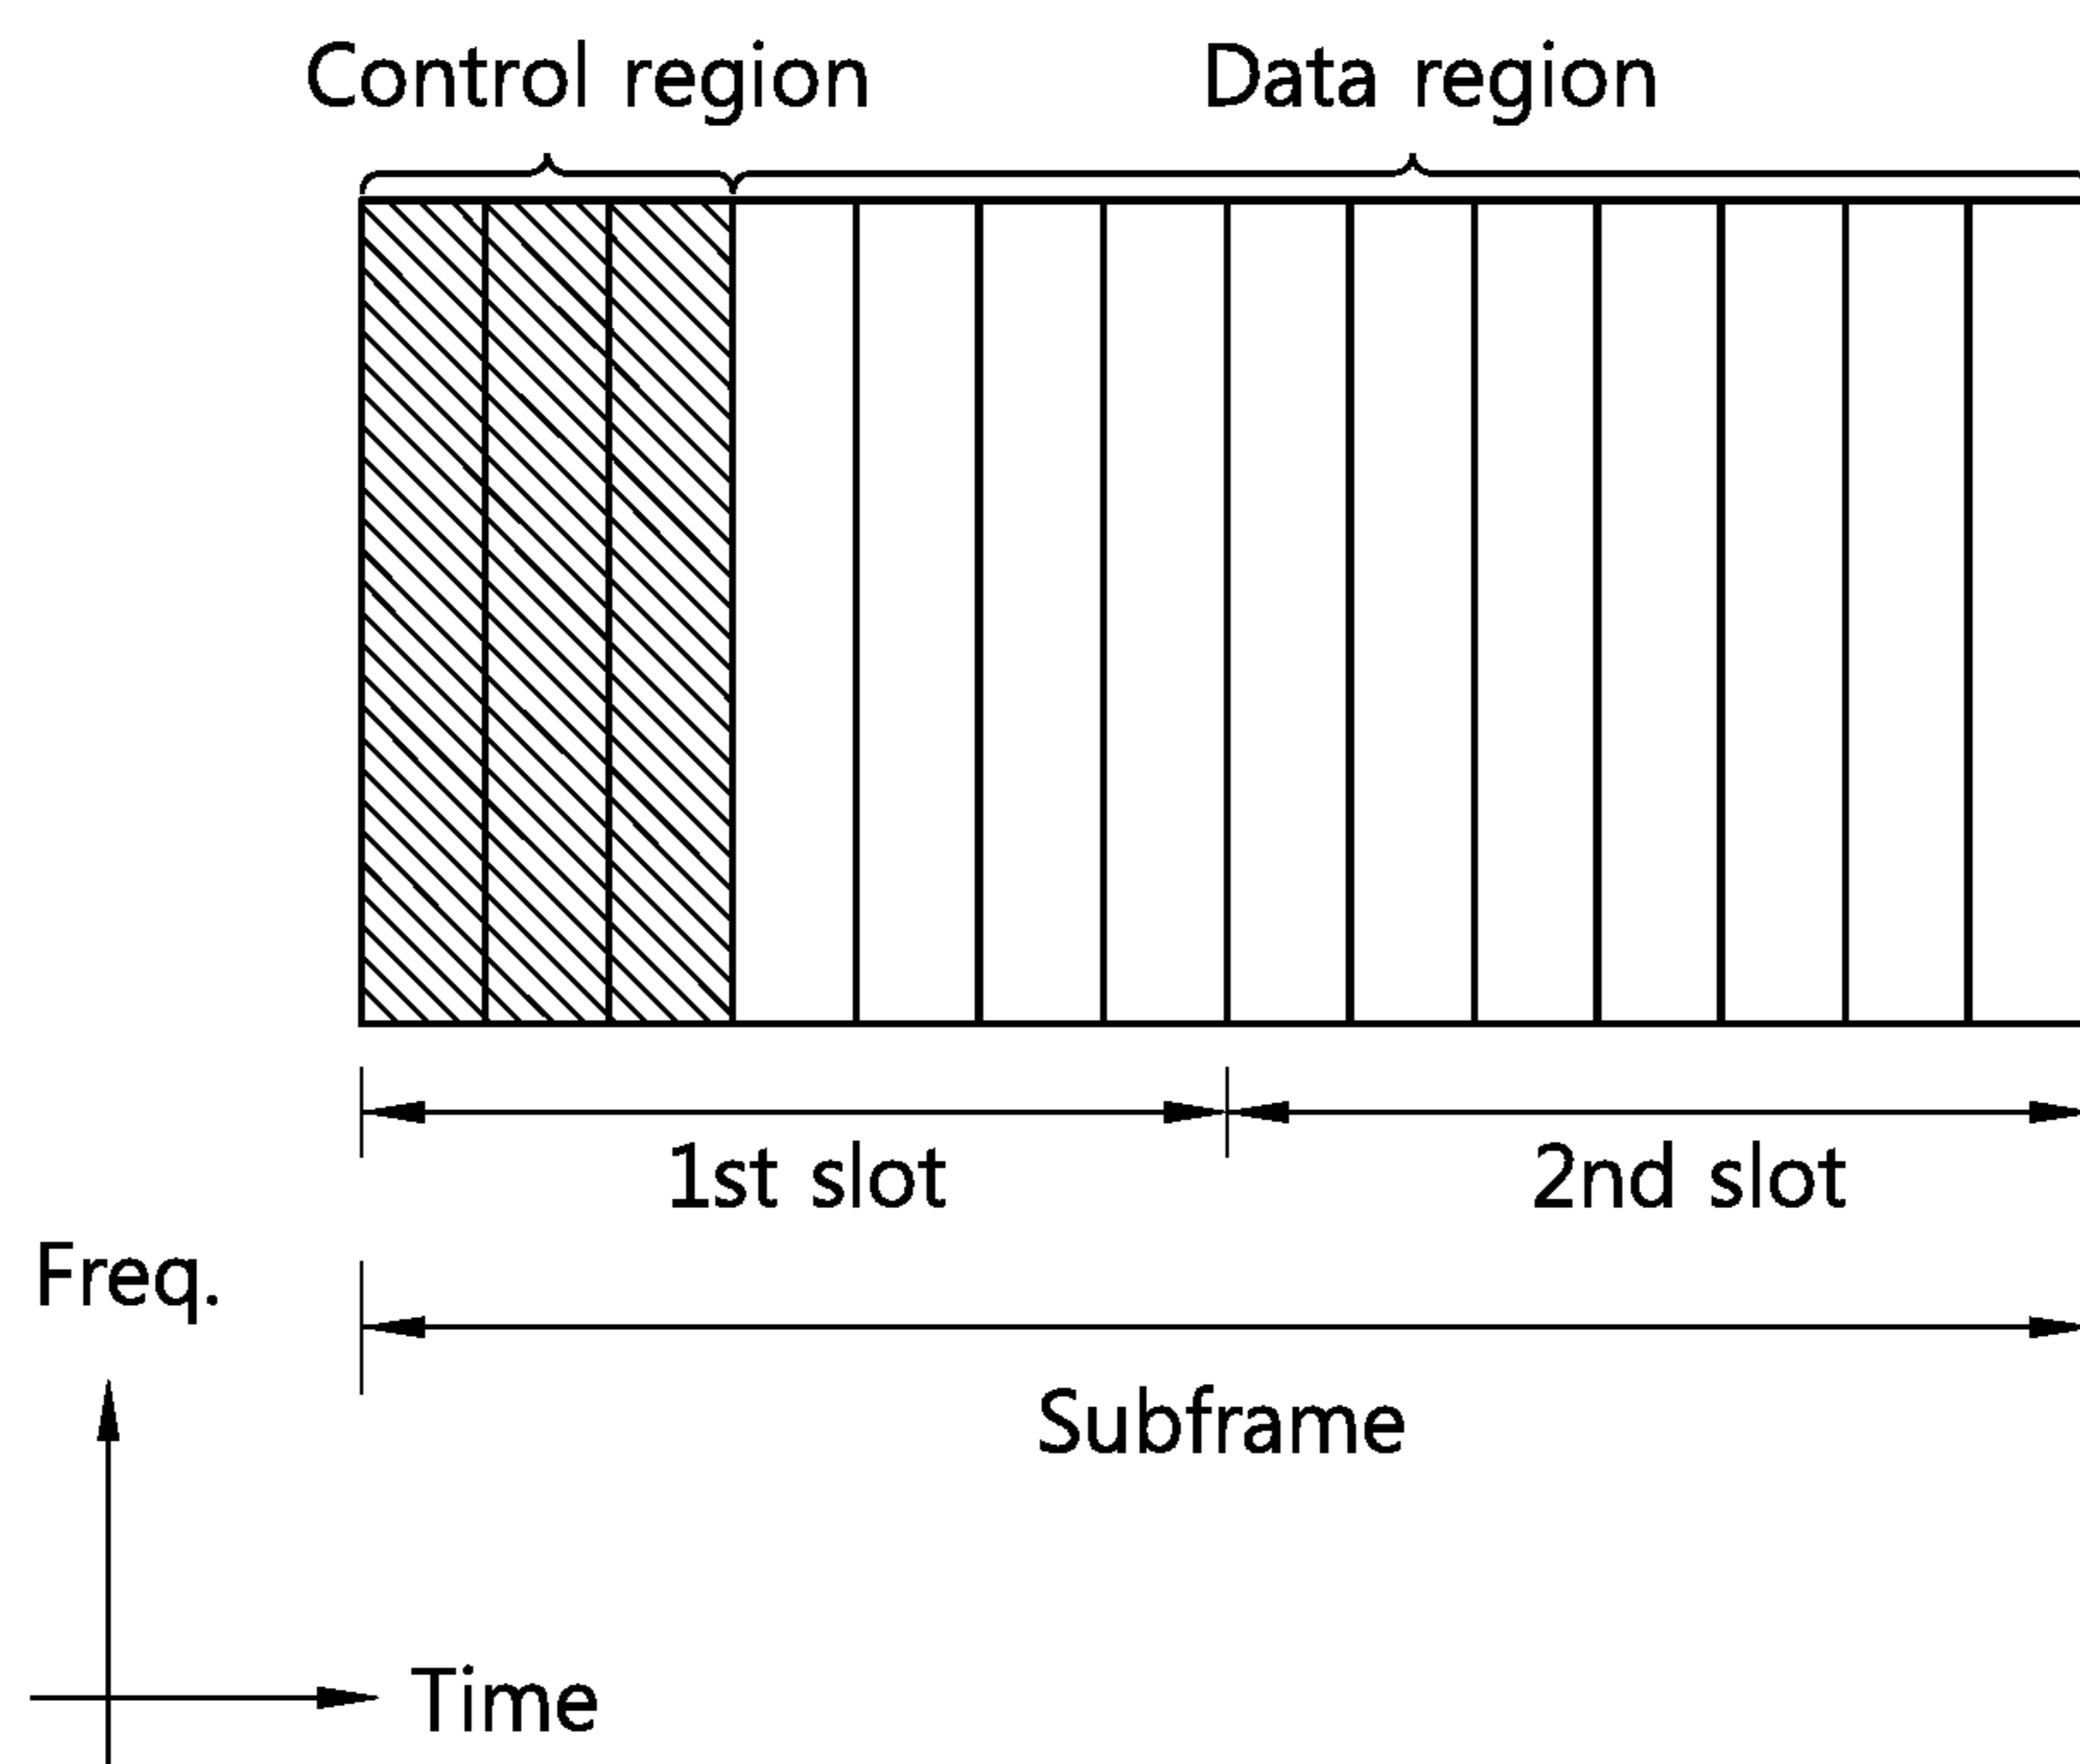 Control region
Data region
1st slot
2nd slot
Freq.
Subframe
Time